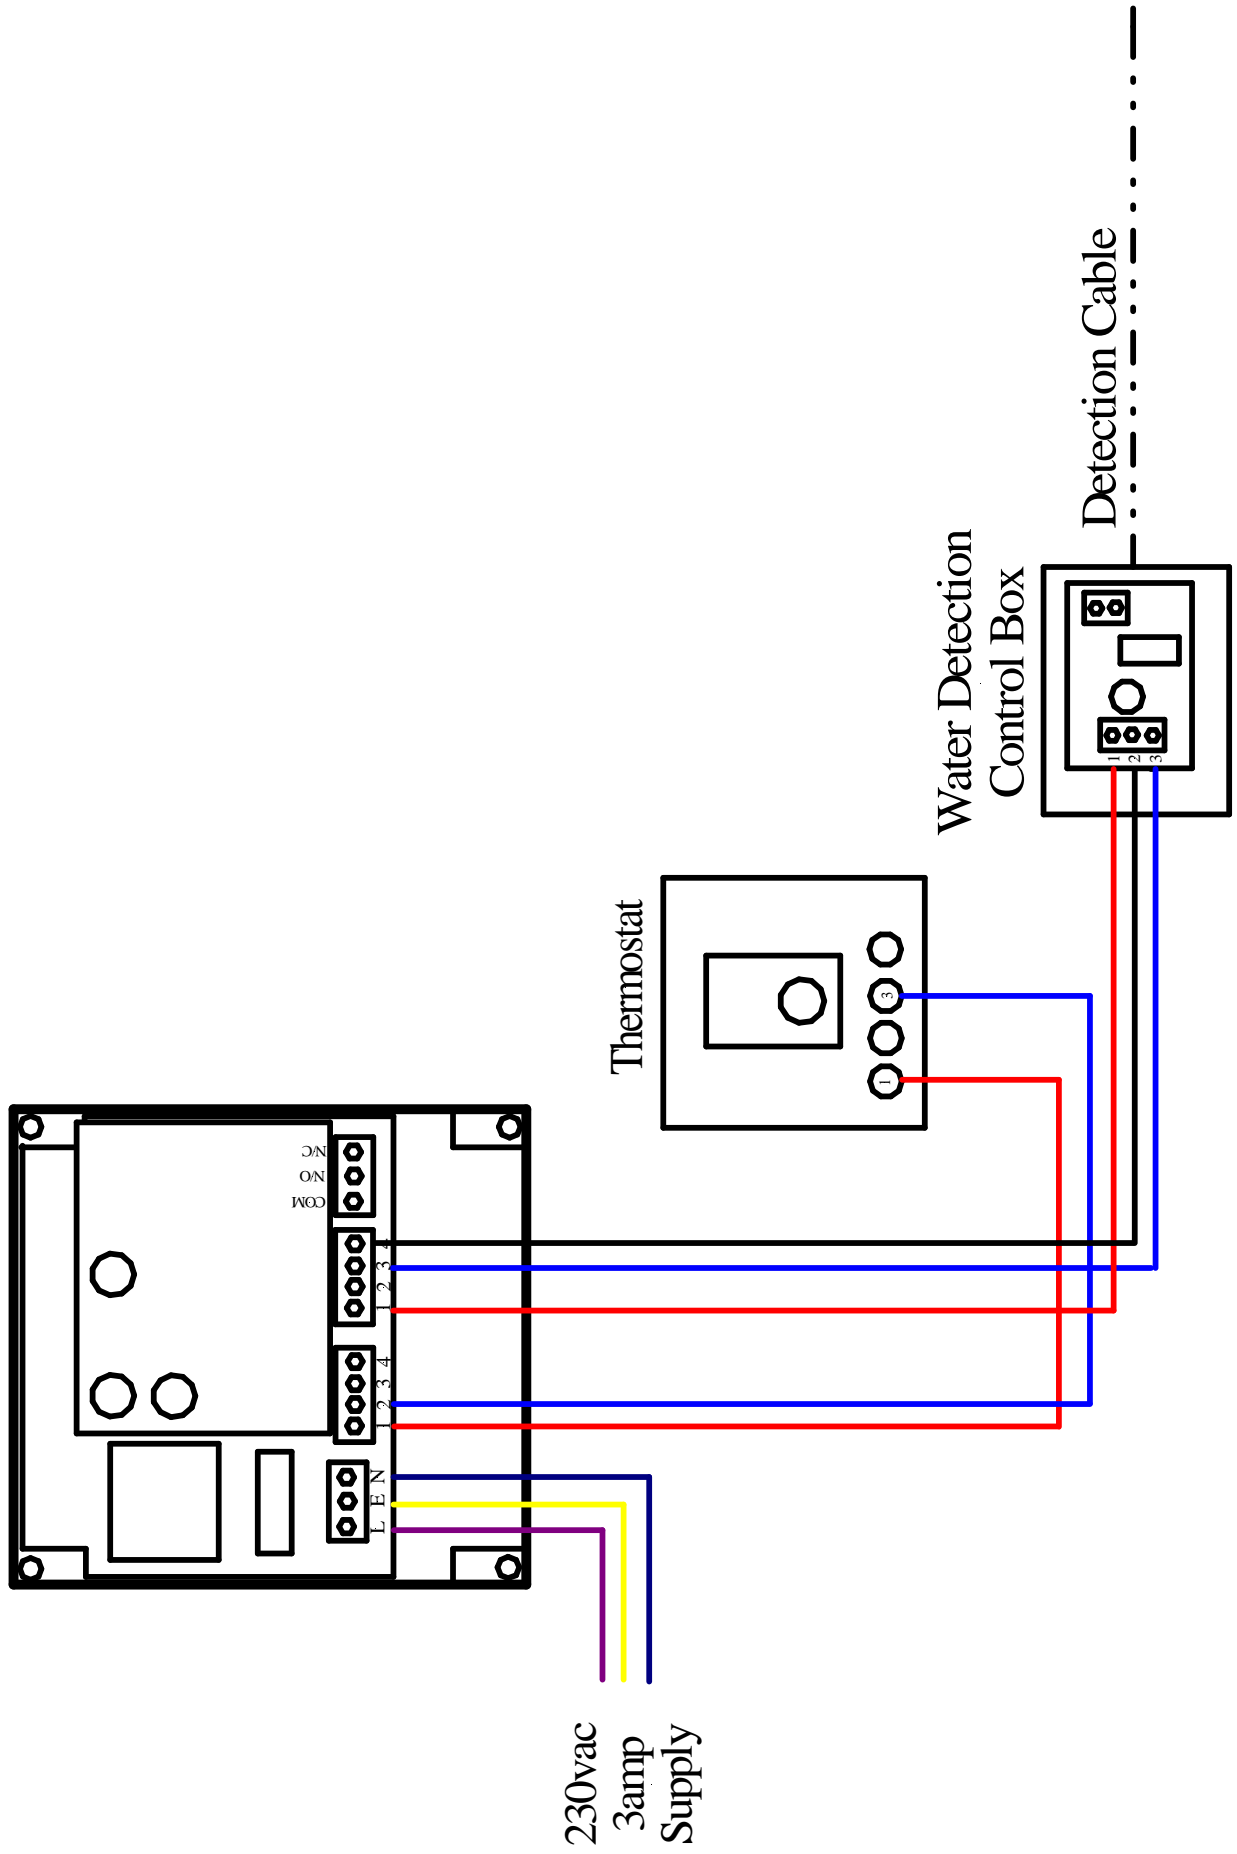 230vac
3amp
Supply
L E N
1 2 3 4
1 2 3 4
COM
N/O
N/C
Thermostat
1
3
Water Detection
Control Box
1
2
3
Detection Cable